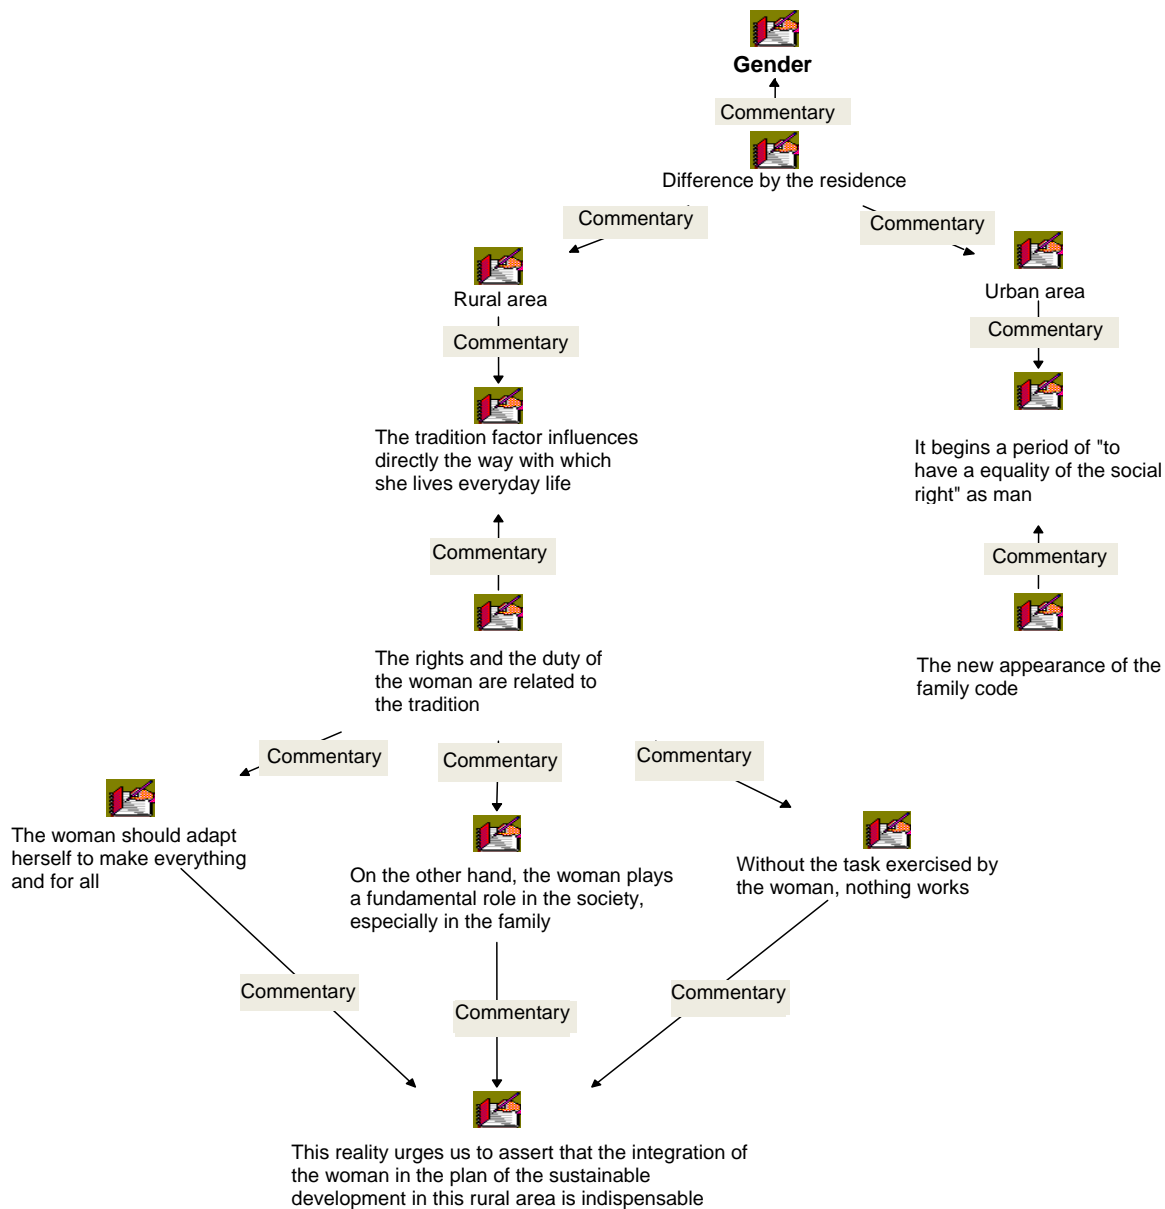 Gender
Commentary
Difference by the residence
Commentary
Commentary
Rural area
Urban area
Commentary
Commentary
The tradition factor influences
directly the way with which
she lives everyday life
It begins a period of "to
have a equality of the social
right" as man
Commentary
Commentary
The rights and the duty of
the woman are related to
the tradition
The new appearance of the
family code
Commentary
Commentary
Commentary
The woman should adapt
herself to make everything
and for all
On the other hand, the woman plays
a fundamental role in the society,
especially in the family
Without the task exercised by
the woman, nothing works
Commentary
Commentary
Commentary
This reality urges us to assert that the integration of
the woman in the plan of the sustainable
development in this rural area is indispensable